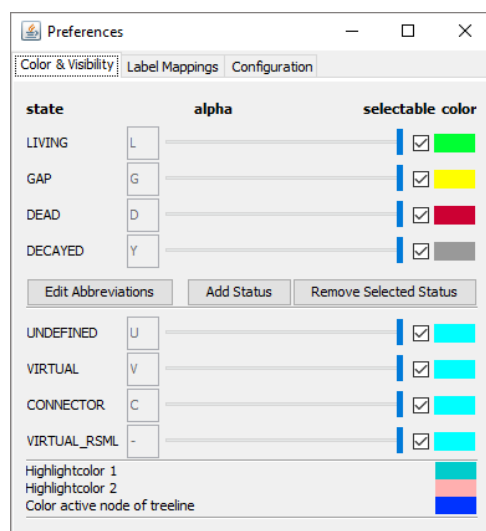 Preferences
Color & Visibility Label Mappings Configuration
state alpha selectable color
LIVING L
GAP G
DEAD D
DECAYED Y
Edit Abbreviations Add Status Remove Selected Status
UNDEFINED U
VIRTUAL V
CONNECTOR C
VIRTUAL_RSML -
Highlightcolor 1
Highlightcolor 2
Color active node of treeline